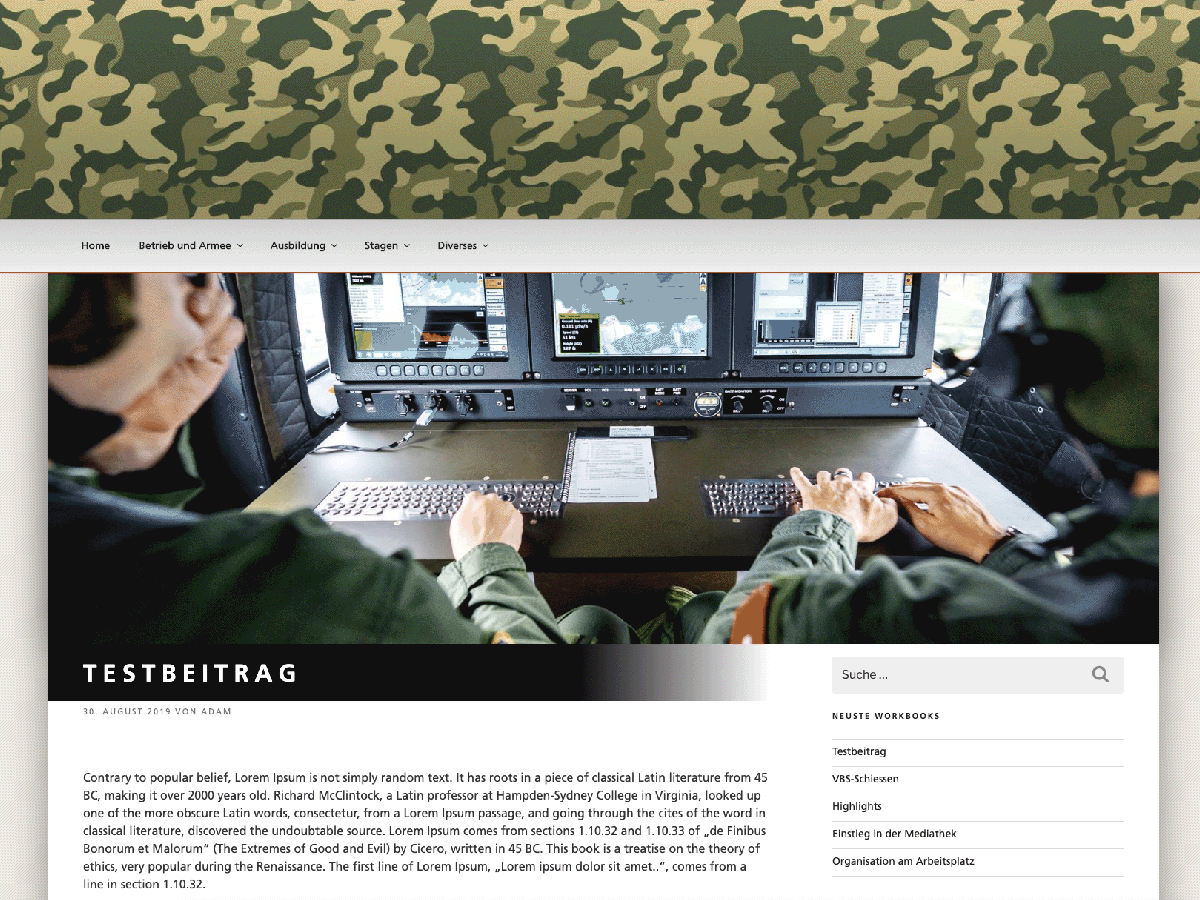 Home
Betrieb und Armee
Ausbildung
Stagen
Diverses
TESTBEITRAG
30. AUGUST 2019 VON ADAM
Contrary to popular belief, Lorem Ipsum is not simply random text. It has roots in a piece of classical Latin literature from 45
BC, making it over 2000 years old. Richard McClintock, a Latin professor at Hampden-Sydney College in Virginia, looked up
one of the more obscure Latin words, consectetur, from a Lorem Ipsum passage, and going through the cites of the word in
classical literature, discovered the undoubtable source. Lorem Ipsum comes from sections 1.10.32 and 1.10.33 of „de Finibus
Bonorum et Malorum“ (The Extremes of Good and Evil) by Cicero, written in 45 BC. This book is a treatise on the theory of
ethics, very popular during the Renaissance. The first line of Lorem Ipsum, „Lorem ipsum dolor sit amet..“, comes from a
line in section 1.10.32.
Suche ...
NEUSTE WORKBOOKS
Testbeitrag
VBS-Schiessen
Highlights
Einstieg in der Mediathek
Organisation am Arbeitsplatz